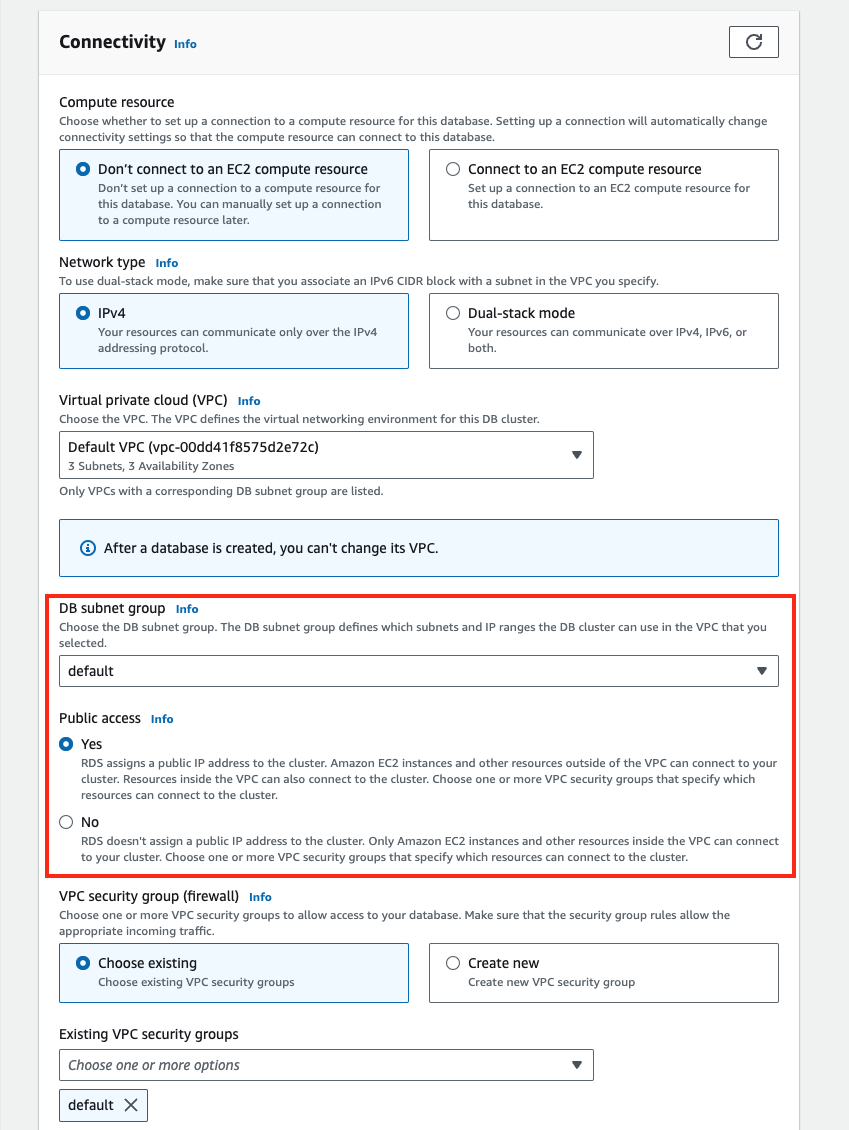 Connectivity Info
Compute resource
Choose whether to set up a connection to a compute resource for this database. Setting up a connection will automatically change
connectivity settings so that the compute resource can connect to this database.
Don't connect to an EC2 compute resource
Don't set up a connection to a compute resource for
this database. You can manually set up a connection
to a compute resource later.
Connect to an EC2 compute resource
Set up a connection to an EC2 compute resource for
this database.
Network type Info
To use dual-stack mode, make sure that you associate an IPv6 CIDR block with a subnet in the VPC you specify.
IPv4
Your resources can communicate only over the IPv4
addressing protocol.
Dual-stack mode
Your resources can communicate over IPv4, IPv6, or
both.
Virtual private cloud (VPC) Info
Choose the VPC. The VPC defines the virtual networking environment for this DB cluster.
Default VPC (vpc-00dd41f8575d2e72c)
3 Subnets, 3 Availability Zones
Only VPCs with a corresponding DB subnet group are listed.
After a database is created, you can't change its VPC.
DB subnet group Info
Choose the DB subnet group. The DB subnet group defines which subnets and IP ranges the DB cluster can use in the VPC that you
selected.
default
Public access Info
Yes
RDS assigns a public IP address to the cluster. Amazon EC2 instances and other resources outside of the VPC can connect to your
cluster. Resources inside the VPC can also connect to the cluster. Choose one or more VPC security groups that specify which
resources can connect to the cluster.
No
RDS doesn't assign a public IP address to the cluster. Only Amazon EC2 instances and other resources inside the VPC can connect
to your cluster. Choose one or more VPC security groups that specify which resources can connect to the cluster.
VPC security group (firewall) Info
Choose one or more VPC security groups to allow access to your database. Make sure that the security group rules allow the
appropriate incoming traffic.
Choose existing
Choose existing VPC security groups
Create new
Create new VPC security group
Existing VPC security groups
Choose one or more options
default